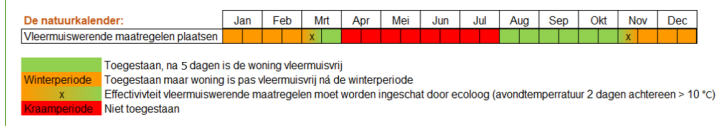 De natuurkalender: Jan Feb Mrt Apr Mei Jun Jul Aug Sep Okt Nov Dec
Vleermuiswerende maatregelen plaatsen x x
Toegestaan, na 5 dagen is de woning vleermuisvrij
Winterperiode Toegestaan maar woning is pas vleermuisvrij ná de winterperiode
x Effectivivteit vleermuiswerende maatregelen moet worden ingeschat door ecoloog (avondtemperratuur 2 dagen achtereen > 10 °C)
Kraamperiode Niet toegestaan